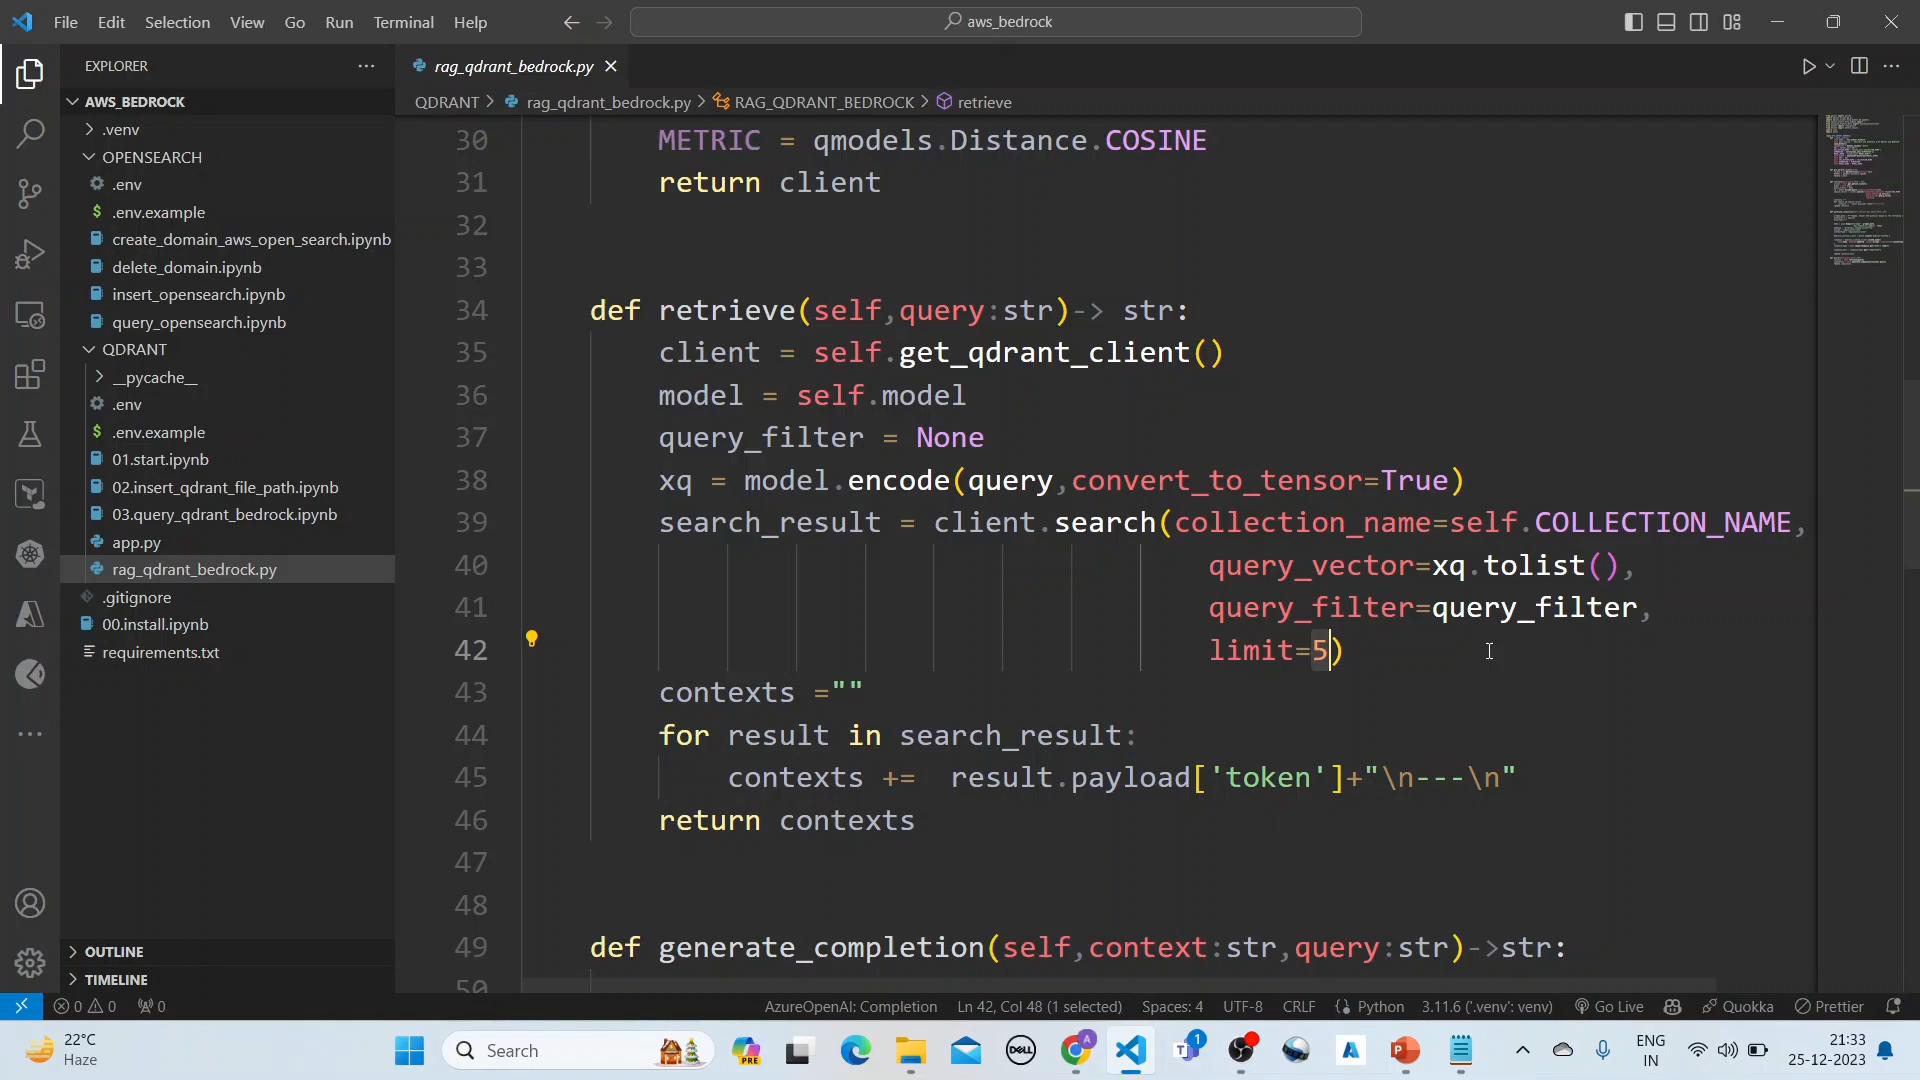 File Edit Selection View Go Run Terminal Help
aws_bedrock
EXPLORER
AWS_BEDROCK
.venv
OPENSEARCH
.env
$ .env.example
create_domain_aws_open_search.ipynb
delete_domain.ipynb
insert_opensearch.ipynb
query_opensearch.ipynb
QDRANT
__pycache__
.env
$ .env.example
01.start.ipynb
02.insert_qdrant_file_path.ipynb
03.query_qdrant_bedrock.ipynb
app.py
rag_qdrant_bedrock.py
.gitignore
00.install.ipynb
requirements.txt
OUTLINE
TIMELINE
rag_qdrant_bedrock.py
QDRANT > rag_qdrant_bedrock.py > RAG_QDRANT_BEDROCK > retrieve
30 METRIC = qmodels.Distance.COSINE
31 return client
32
33
34 def retrieve(self,query:str)-> str:
35 client = self.get_qdrant_client()
36 model = self.model
37 query_filter = None
38 xq = model.encode(query,convert_to_tensor=True)
39 search_result = client.search(collection_name=self.COLLECTION_NAME,
40 query_vector=xq.tolist(),
41 query_filter=query_filter,
42 limit=5)
43 contexts =""
44 for result in search_result:
45 contexts += result.payload['token']+"\n---\n"
46 return contexts
47
48
49 def generate_completion(self,context:str,query:str)->str:
50
0 0 0 AzureOpenAI: Completion Ln 42, Col 48 (1 selected) Spaces: 4 UTF-8 CRLF Python 3.11.6 ('.venv': venv) Go Live Quokka Prettier
22°C
Haze
Search
PRE
DELL
A
1
ENG
IN
21:33
25-12-2023